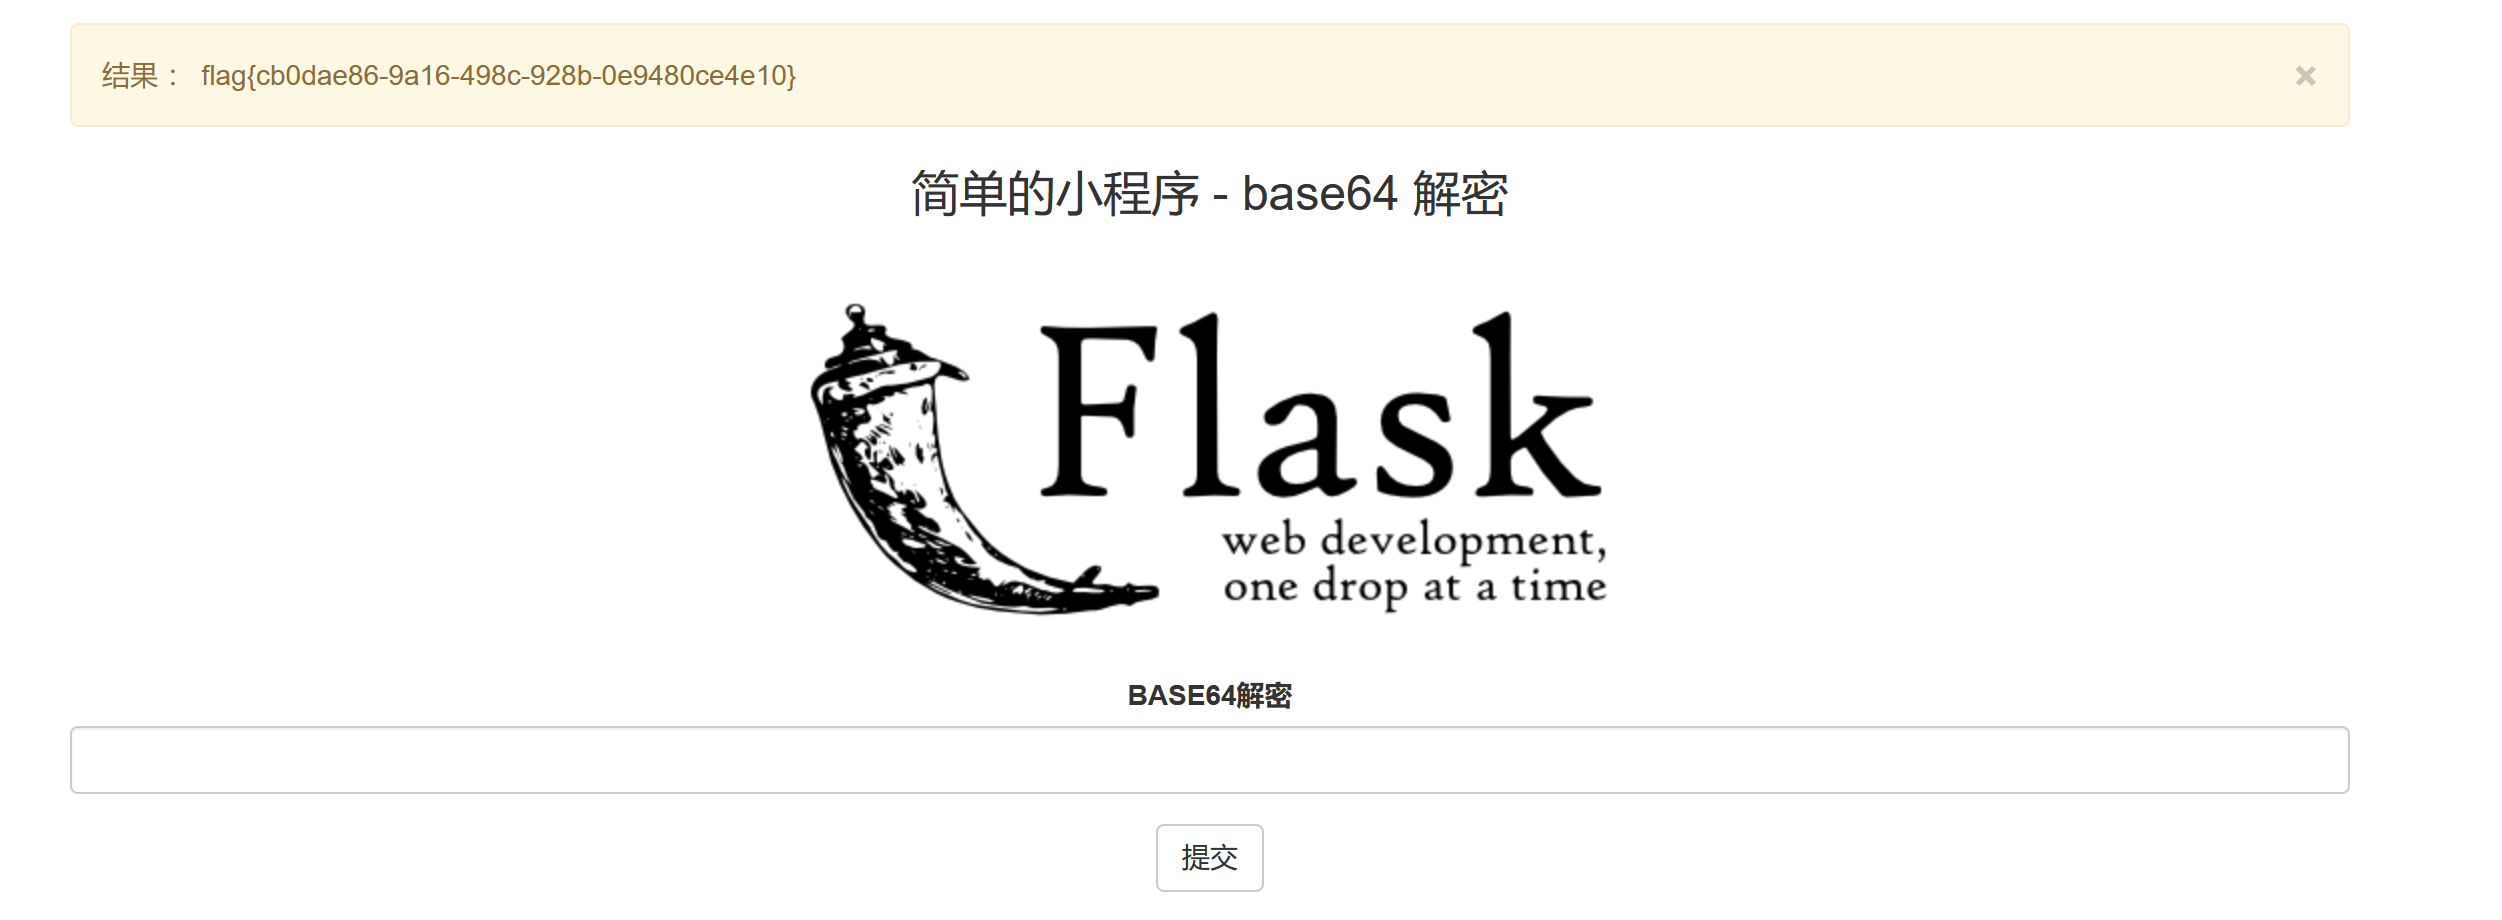 结果： flag{cb0dae86-9a16-498c-928b-0e9480ce4e10}
×
简单的小程序 - base64 解密
Flask
web development,
one drop at a time
BASE64解密
提交